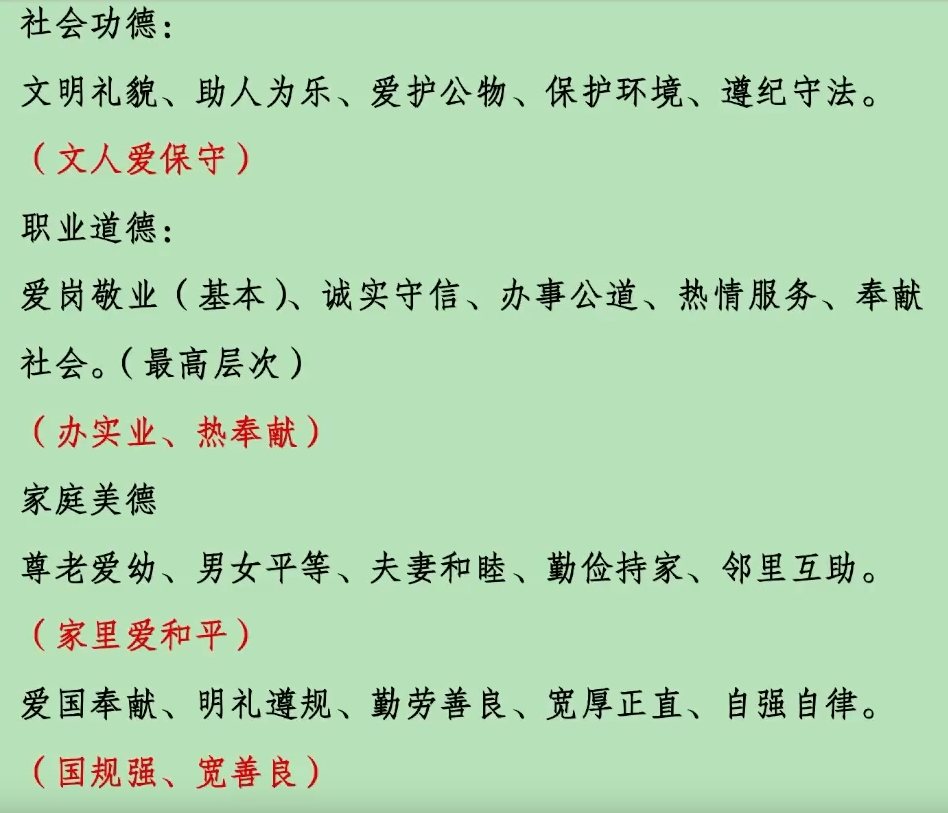 社会功德：
文明礼貌、助人为乐、爱护公物、保护环境、遵纪守法。
（文人爱保守）
职业道德：
爱岗敬业（基本）、诚实守信、办事公道、热情服务、奉献
社会。（最高层次）
（办实业、热奉献）
家庭美德
尊老爱幼、男女平等、夫妻和睦、勤俭持家、邻里互助。
（家里爱和平）
爱国奉献、明礼遵规、勤劳善良、宽厚正直、自强自律。
（国规强、宽善良）